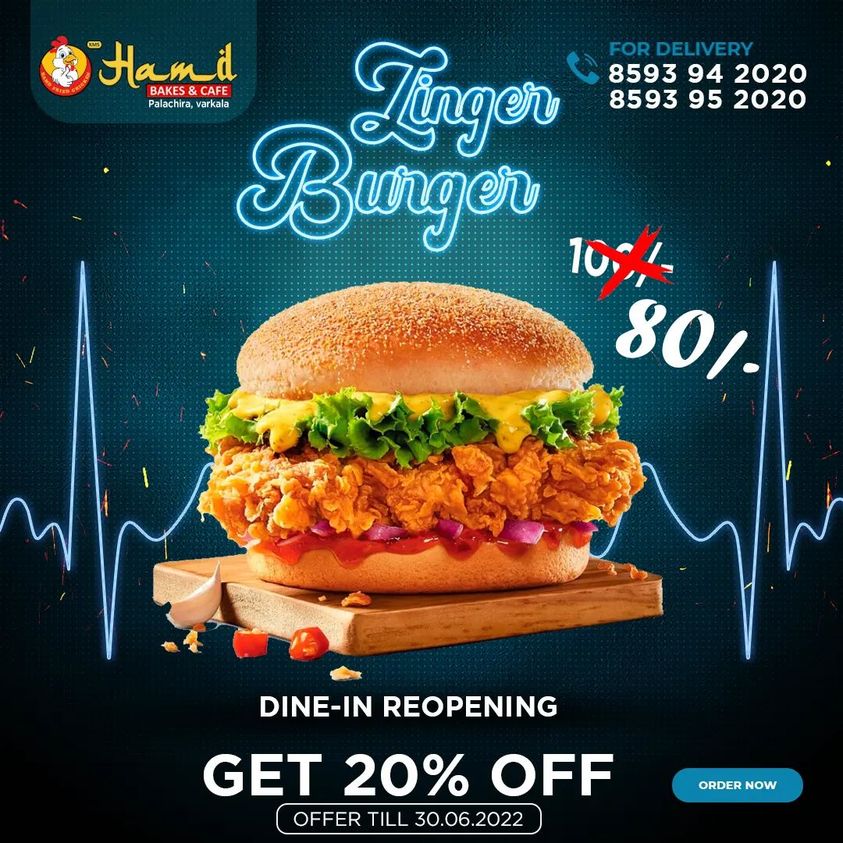 KMS
Hamil
BAKES & CAFE
Palachira, varkala
FOR DELIVERY
8593 94 2020
8593 95 2020
Zinger
Burger
100/-
80/-
DINE-IN REOPENING
GET 20% OFF
OFFER TILL 30.06.2022
ORDER NOW